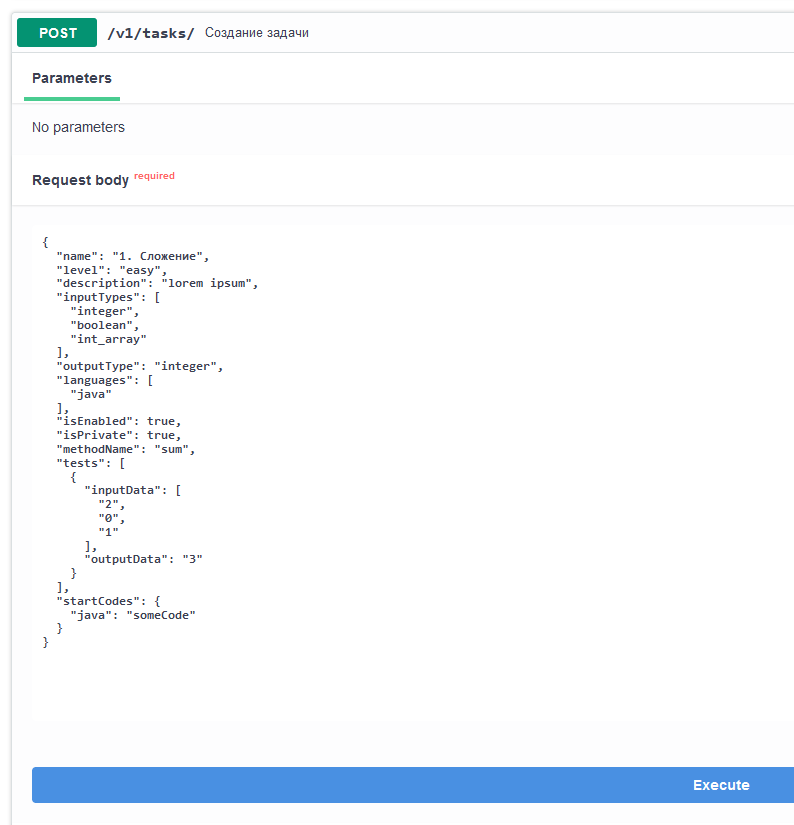 POST /v1/tasks/ Создание задачи
Parameters
No parameters
Request body required
{
  "name": "1. Сложение",
  "level": "easy",
  "description": "lorem ipsum",
  "inputTypes": [
    "integer",
    "boolean",
    "int_array"
  ],
  "outputType": "integer",
  "languages": [
    "java"
  ],
  "isEnabled": true,
  "isPrivate": true,
  "methodName": "sum",
  "tests": [
    {
      "inputData": [
        "2",
        "0",
        "1"
      ],
      "outputData": "3"
    }
  ],
  "startCodes": {
    "java": "someCode"
  }
}
Execute